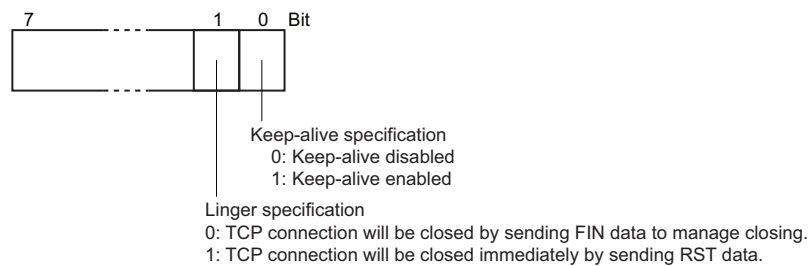 7 1 0 Bit
Keep-alive specification
0: Keep-alive disabled
1: Keep-alive enabled
Linger specification
0: TCP connection will be closed by sending FIN data to manage closing.
1: TCP connection will be closed immediately by sending RST data.